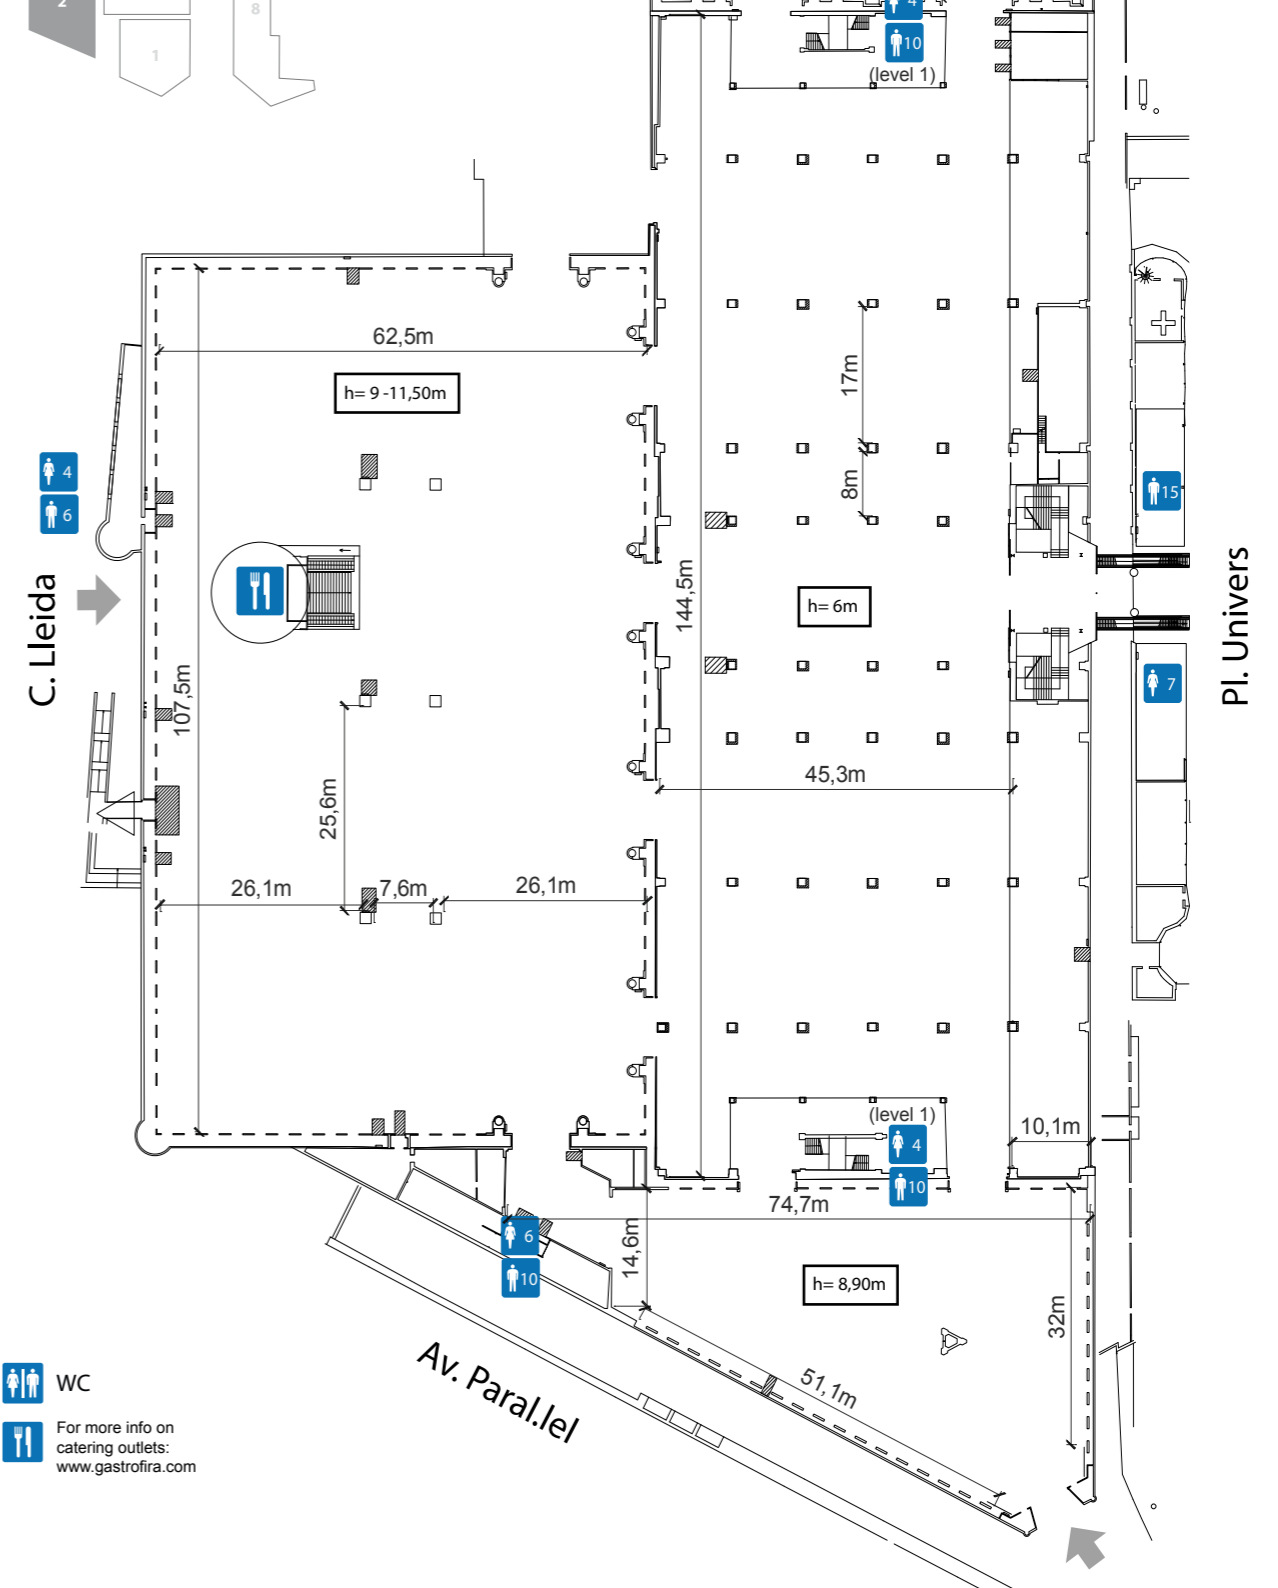 2
8
1
4
10
(level 1)
62,5m
h= 9 -11,50m
17m
8m
4
6
15
C. Lleida
144,5m
h= 6m
Pl. Univers
7
107,5m
45,3m
25,6m
26,1m
7,6m
26,1m
(level 1)
4
10,1m
10
74,7m
6
14,6m
10
h= 8,90m
32m
51,1m
Av. Paral.lel
WC
For more info on
catering outlets:
www.gastrofira.com